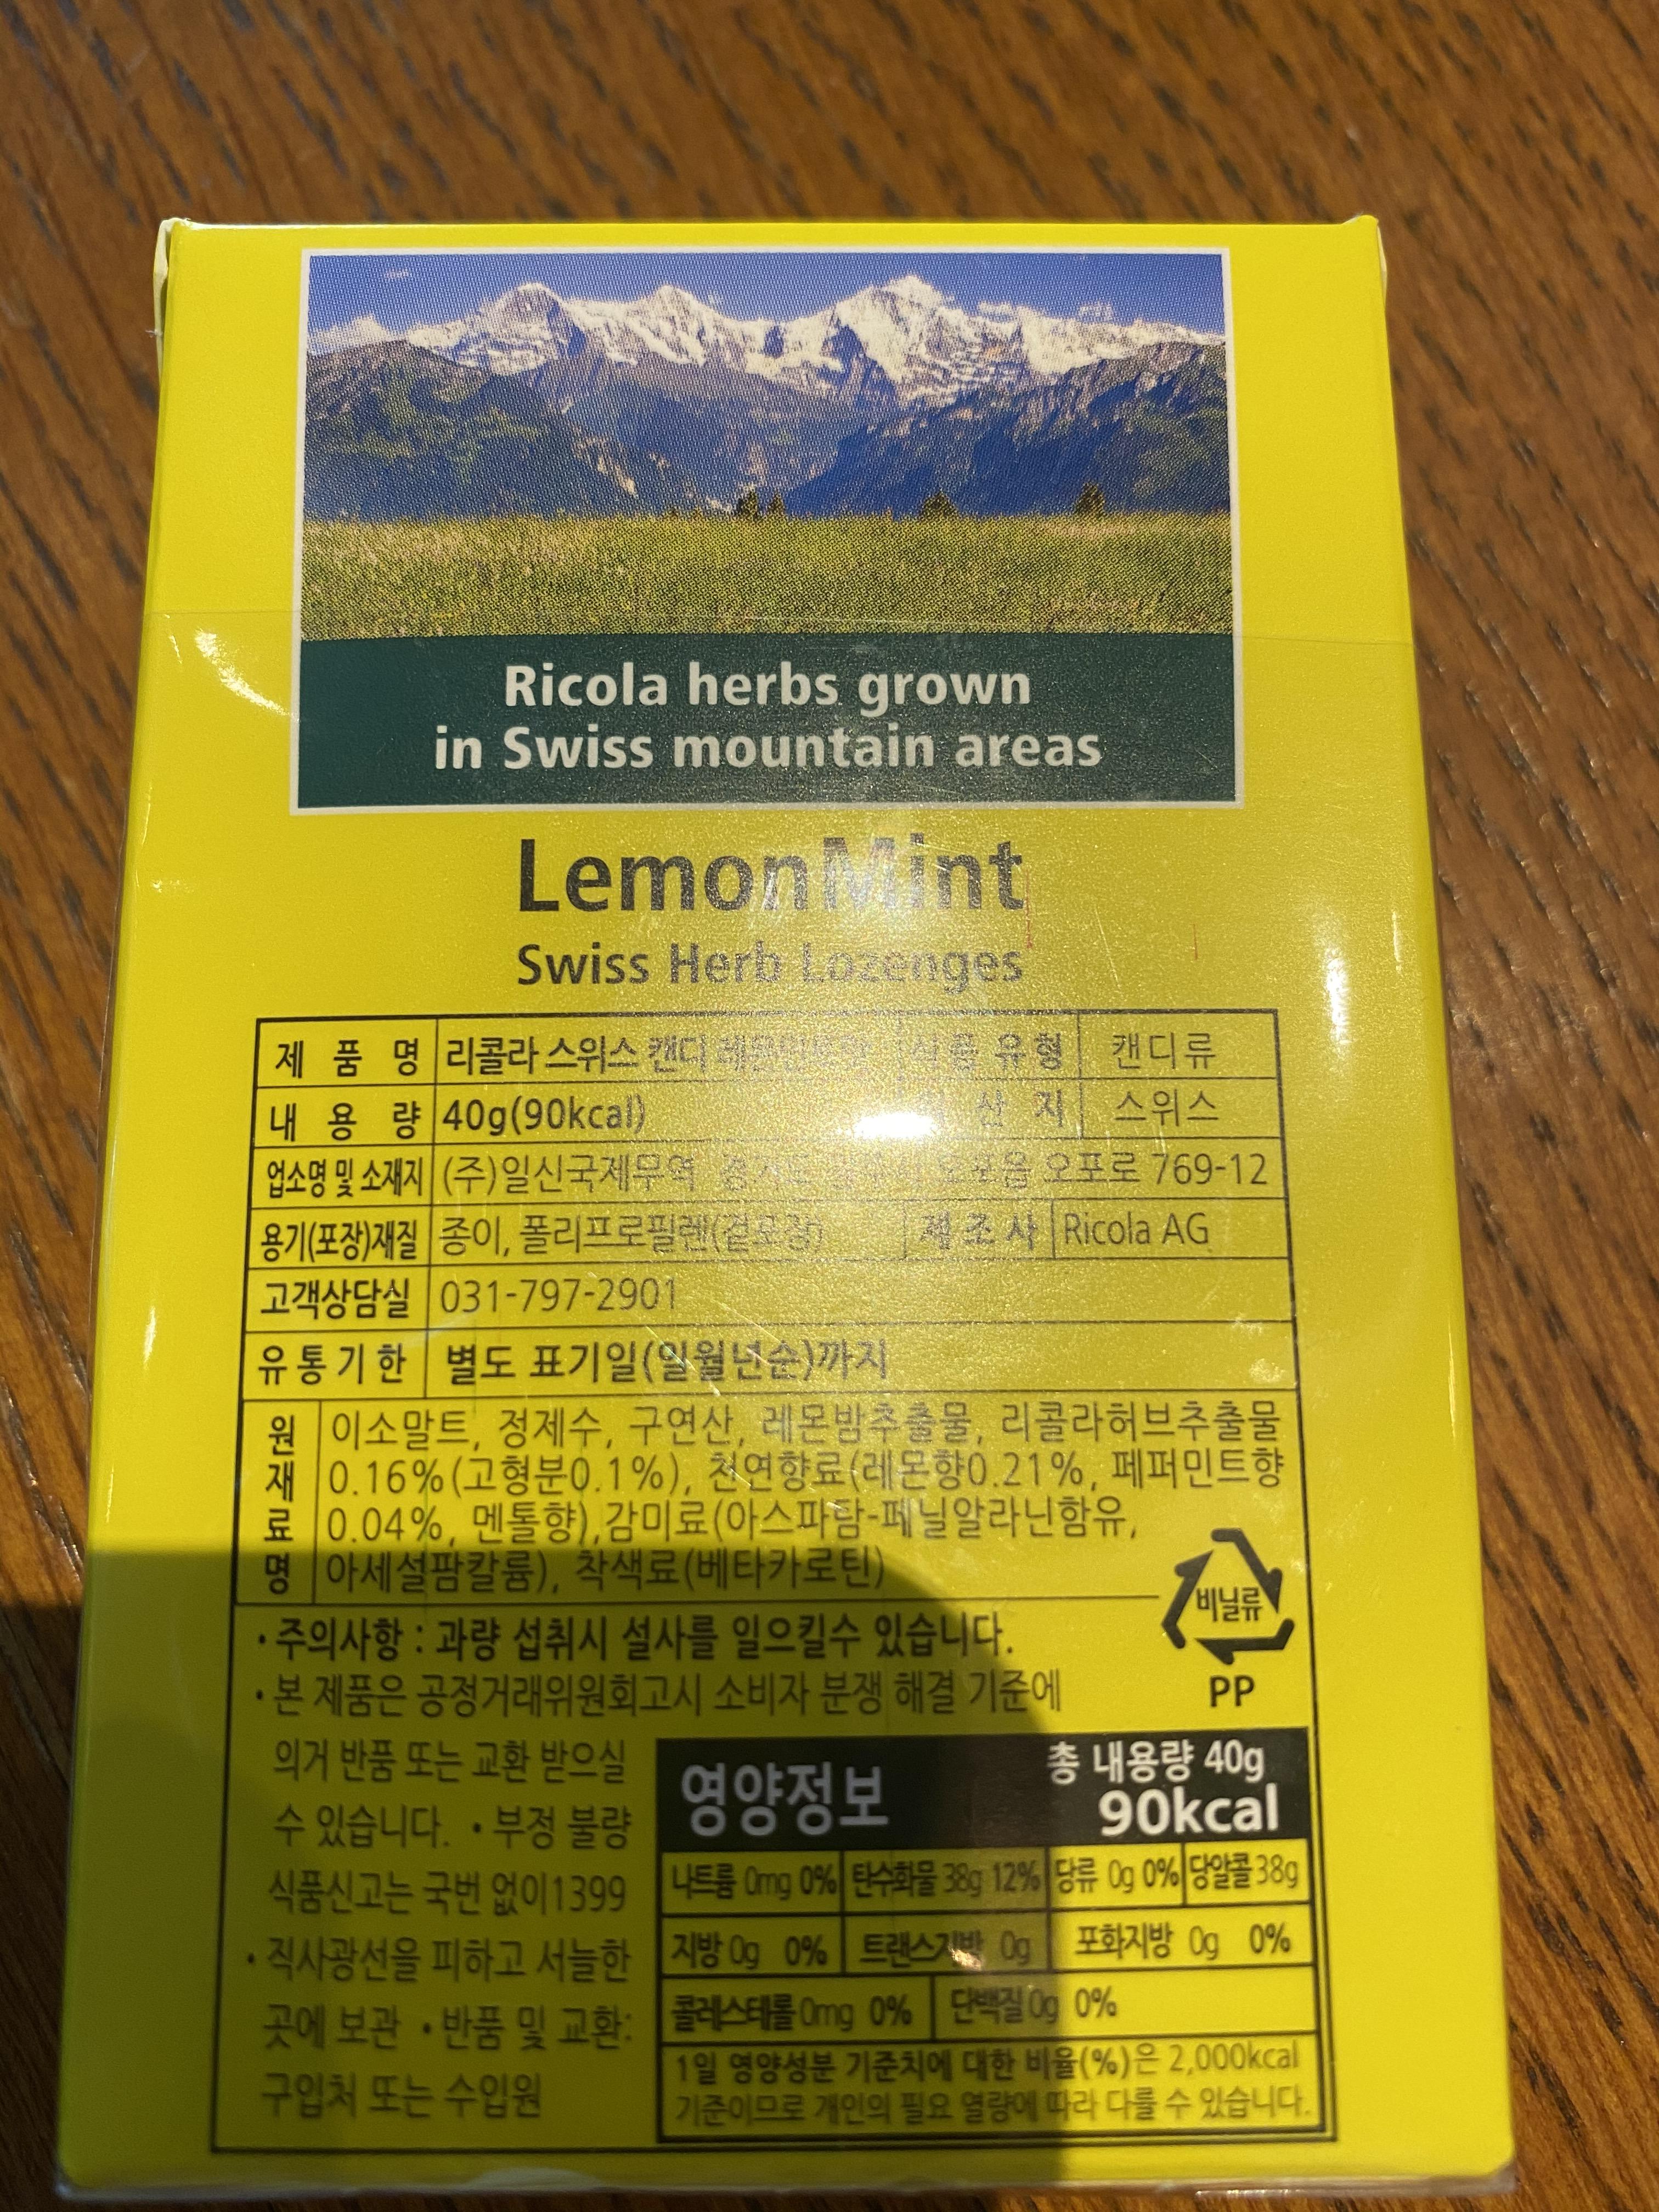 Ricola herbs grown
in Swiss mountain areas
LemonMint
Swiss Herb Lozenges
제 품 명 리콜라 스위스 캔디 식품 유형 캔디류
내 용 량 40g(90kcal) 산 지 스위스
업소명 및 소재지 (주)일신국제무역 경기도 오포읍 오포로 769-12
용기(포장)재질 종이, 폴리프로필렌(겉포장) 제조사 Ricola AG
고객상담실 031-797-2901
유통기한 별도 표기일(일월년순)까지
원재료명 이소말트, 정제수, 구연산, 레몬밤추출물, 리콜라허브추출물
0.16%(고형분0.1%), 천연향료(레몬향0.21%, 페퍼민트향
0.04%, 멘톨향),감미료(아스파탐-페닐알라닌함유,
아세설팜칼륨), 착색료(베타카로틴)
비닐류
PP
• 주의사항 : 과량 섭취시 설사를 일으킬수 있습니다.
• 본 제품은 공정거래위원회고시 소비자 분쟁 해결 기준에
의거 반품 또는 교환 받으실
수 있습니다. • 부정 불량
식품신고는 국번 없이1399
• 직사광선을 피하고 서늘한
곳에 보관 • 반품 및 교환:
구입처 또는 수입원
영양정보 총 내용량 40g
90kcal
나트륨 0mg 0% 탄수화물 38g 12% 당류 0g 0% 당알콜 38g
지방 0g 0% 트랜스지방 0g 포화지방 0g 0%
콜레스테롤 0mg 0% 단백질 0g 0%
1일 영양성분 기준치에 대한 비율(%)은 2,000kcal
기준이므로 개인의 필요 열량에 따라 다를 수 있습니다.